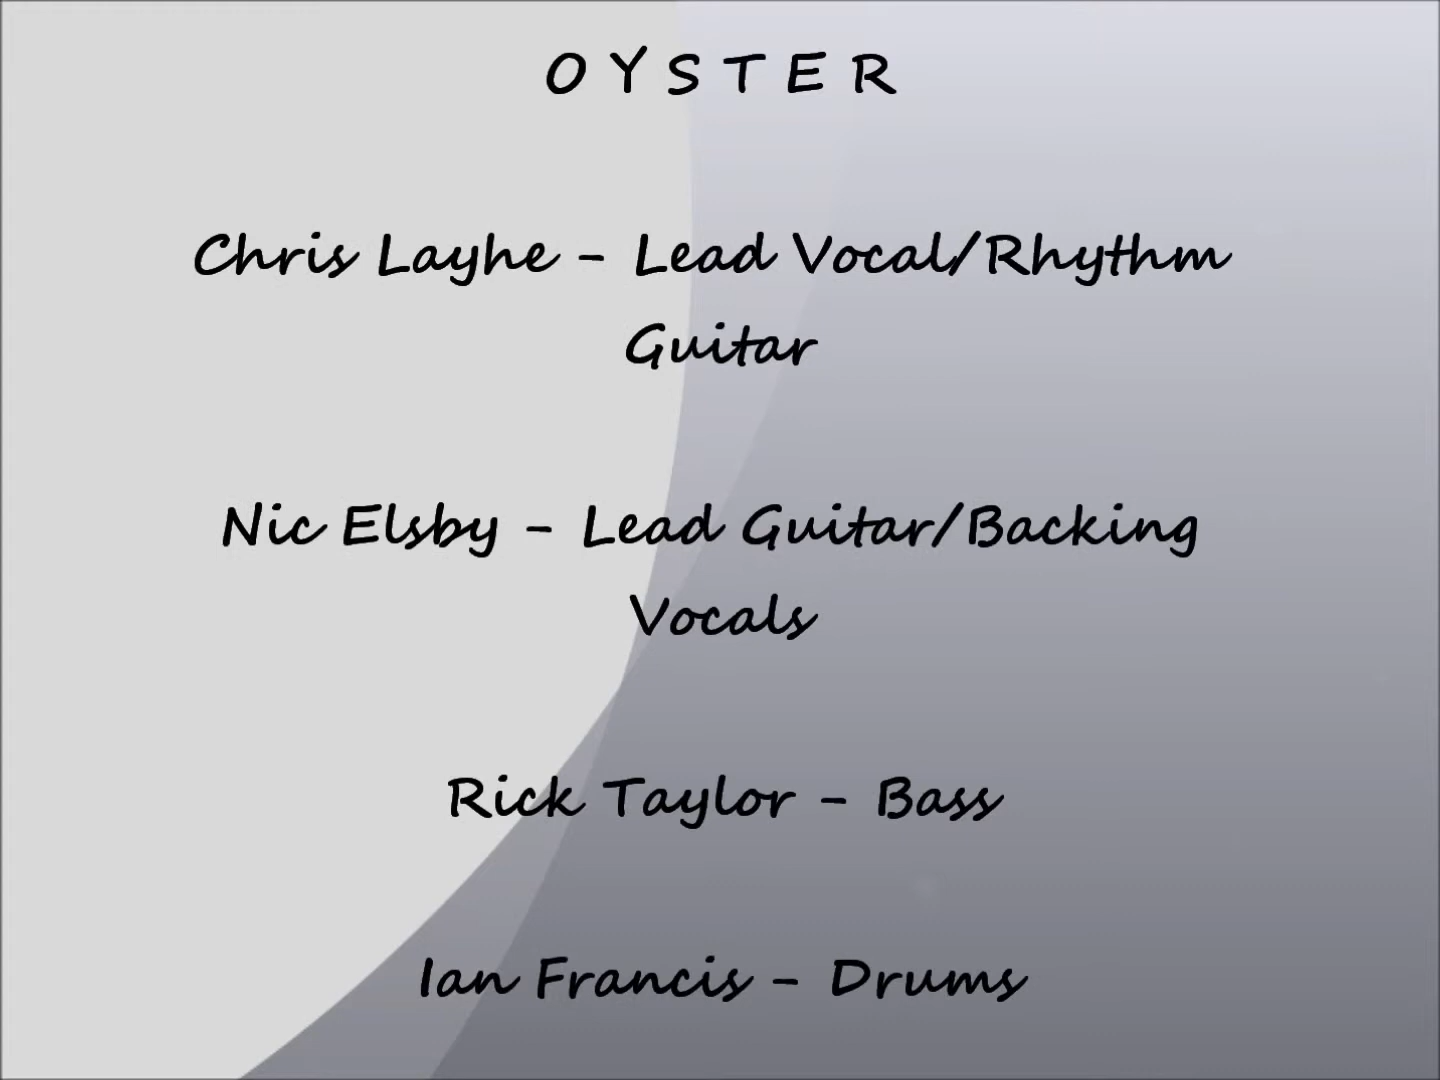 O Y S T E R
Chris Layhe - Lead Vocal/Rhythm
Guitar
Nic Elsby - Lead Guitar/Backing
Vocals
Rick Taylor - Bass
Ian Francis - Drums